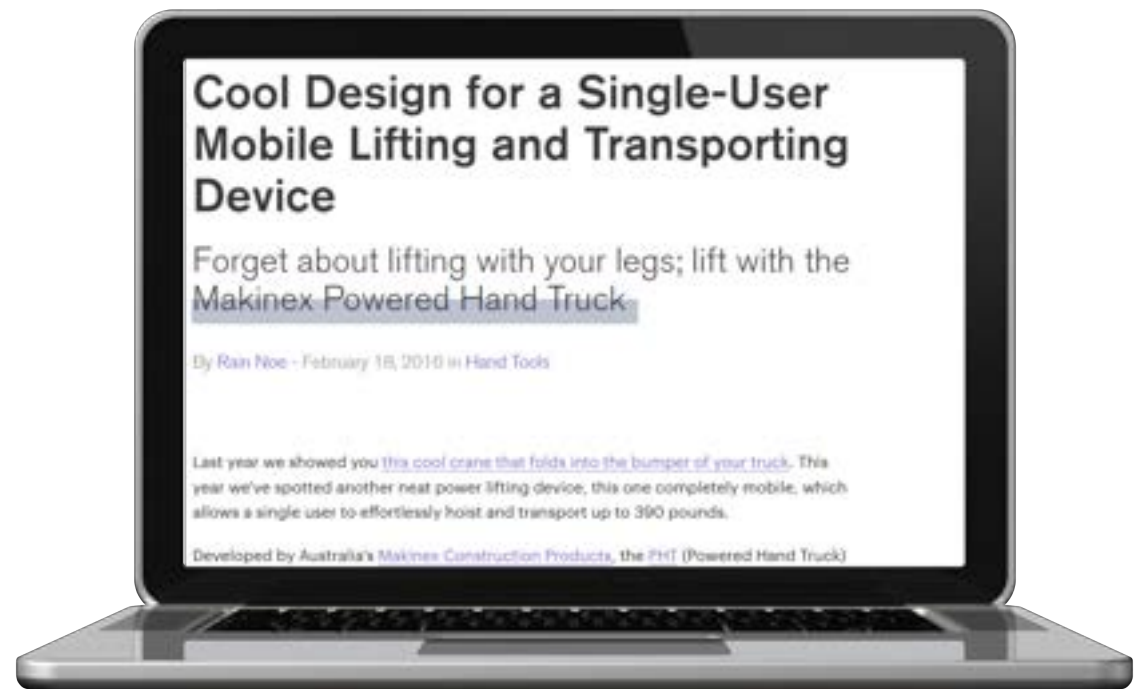 Cool Design for a Single-User
Mobile Lifting and Transporting
Device
Forget about lifting with your legs; lift with the
Makinex Powered Hand Truck
By Rain Noe - February 18, 2016 in Hand Tools
Last year we showed you this cool crane that folds into the bumper of your truck. This
year we've spotted another neat power lifting device, this one completely mobile, which
allows a single user to effortlessly hoist and transport up to 390 pounds.
Developed by Australia's Makinex Construction Products, the PHT (Powered Hand Truck)